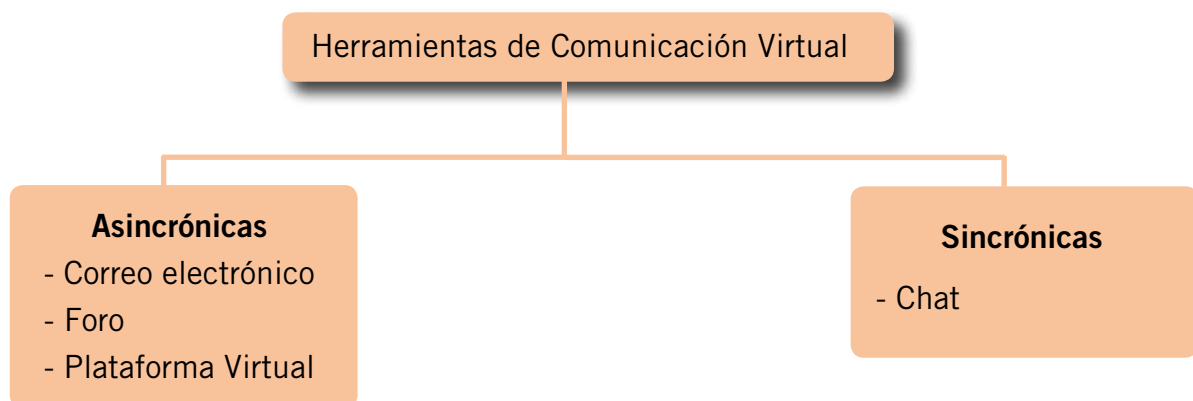 Herramientas de Comunicación Virtual
Asincrónicas
- Correo electrónico
- Foro
- Plataforma Virtual
Sincrónicas
- Chat